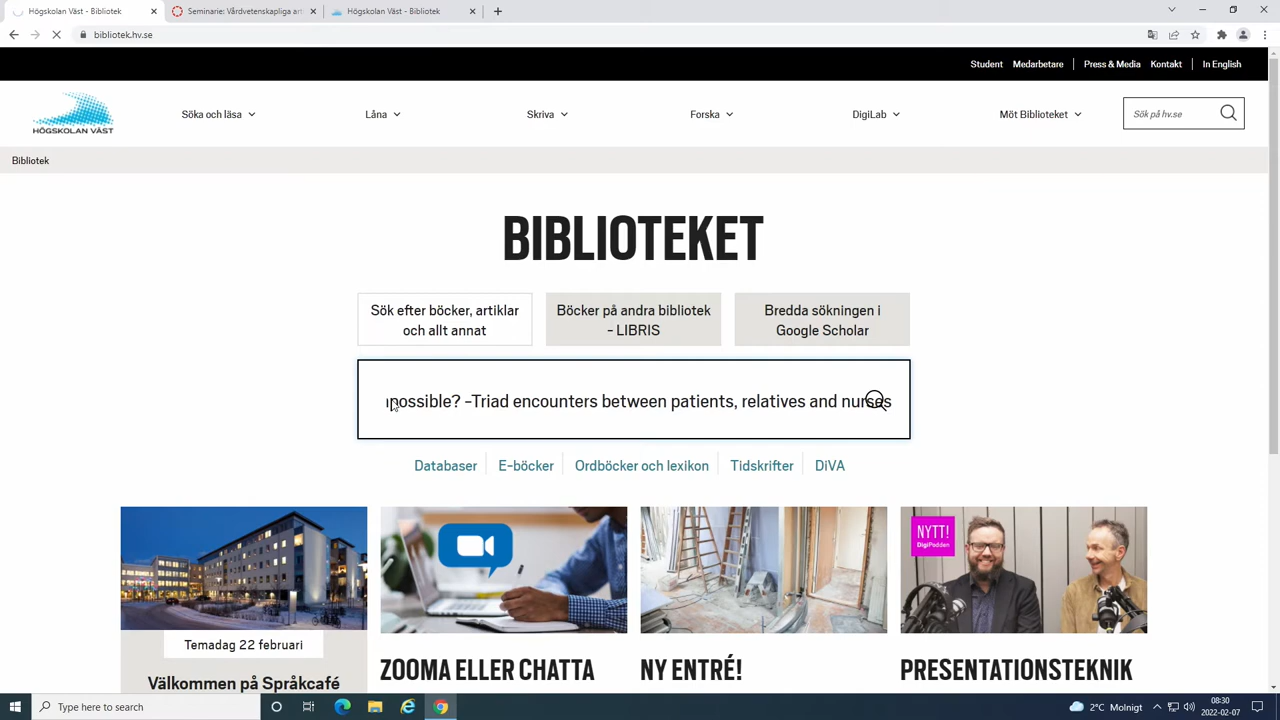 Högskolan Väst - Bibliotek
Seminarie: Vårdvetenskapliga art
Högskolan Väst - Bibliotek
bibliotek.hv.se
Student Medarbetare Press & Media Kontakt In English
HÖGSKOLAN VÄST
Söka och läsa Låna Skriva Forska DigiLab Möt Biblioteket Sök på hv.se
Bibliotek
BIBLIOTEKET
Sök efter böcker, artiklar
och allt annat
Böcker på andra bibliotek
- LIBRIS
Bredda sökningen i
Google Scholar
possible? -Triad encounters between patients, relatives and nurses
Databaser E-böcker Ordböcker och lexikon Tidskrifter DiVA
NYTT!
DigiPodden
Temadag 22 februari
Välkommen på Språkcafé
ZOOMA ELLER CHATTA
NY ENTRÉ!
PRESENTATIONSTEKNIK
Type here to search
2°C Molnigt
08:30
2022-02-07